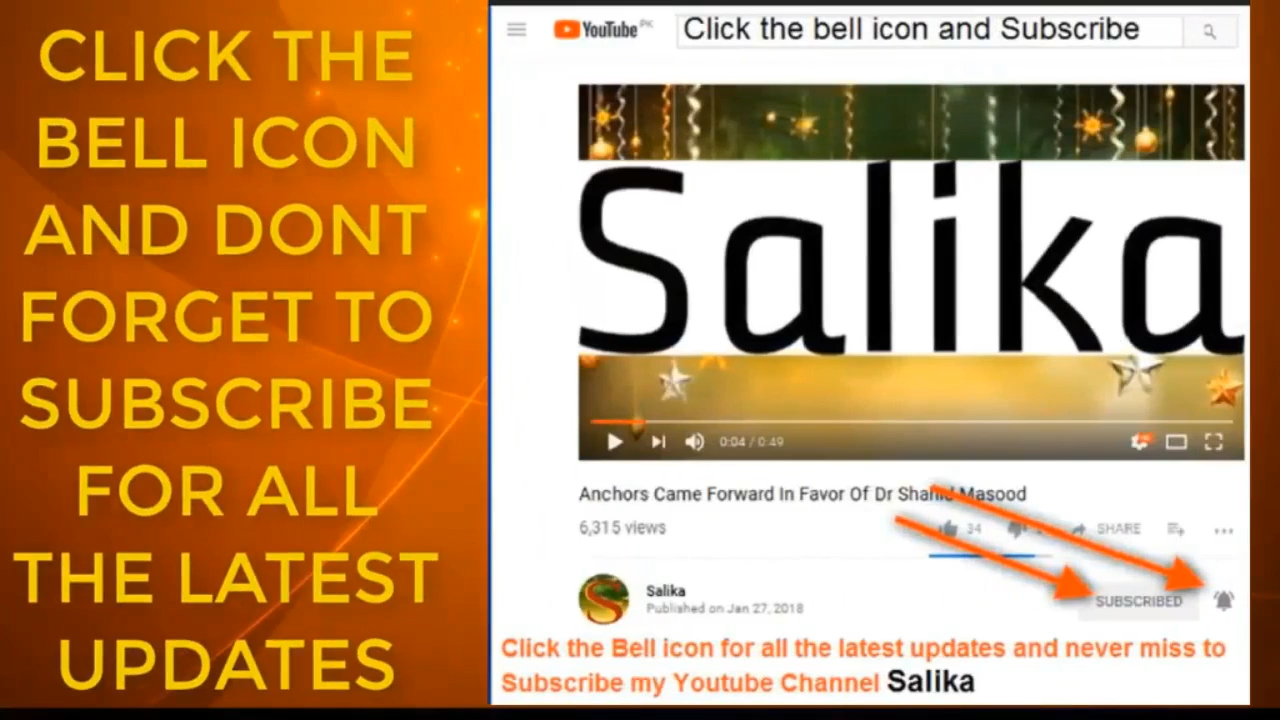 CLICK THE
BELL ICON
AND DONT
FORGET TO
SUBSCRIBE
FOR ALL
THE LATEST
UPDATES
YouTube PK
Click the bell icon and Subscribe
Salika
0:04 / 0:49
Anchors Came Forward In Favor Of Dr Shahid Masood
6,315 views
34
SHARE
S
Salika
Published on Jan 27, 2018
SUBSCRIBED
Click the Bell icon for all the latest updates and never miss to
Subscribe my Youtube Channel Salika